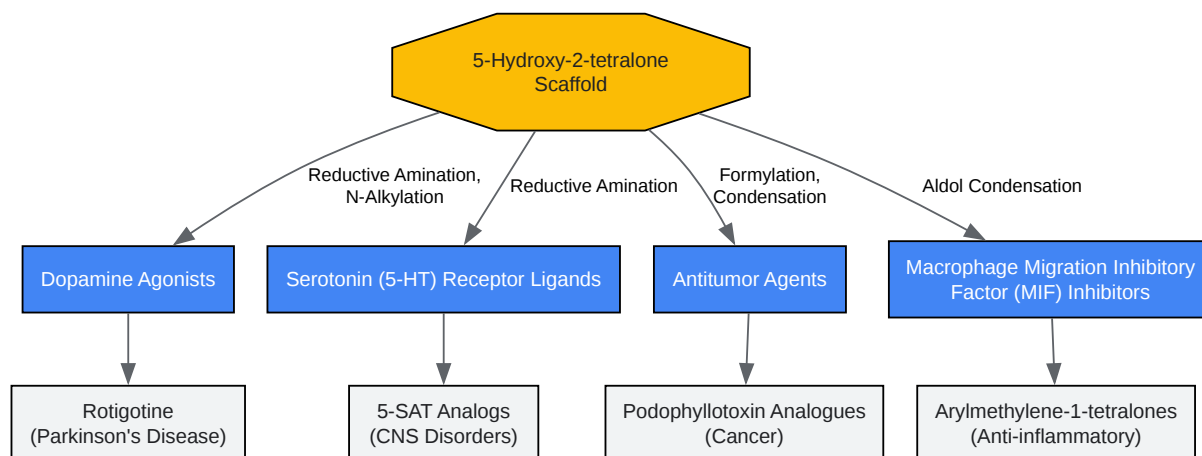 5-Hydroxy-2-tetralone
Scaffold
Reductive Amination,
N-Alkylation
Reductive Amination
Formylation,
Condensation
Aldol Condensation
Dopamine Agonists
Serotonin (5-HT) Receptor Ligands
Antitumor Agents
Macrophage Migration Inhibitory
Factor (MIF) Inhibitors
Rotigotine
(Parkinson's Disease)
5-SAT Analogs
(CNS Disorders)
Podophyllotoxin Analogues
(Cancer)
Arylmethylene-1-tetralones
(Anti-inflammatory)